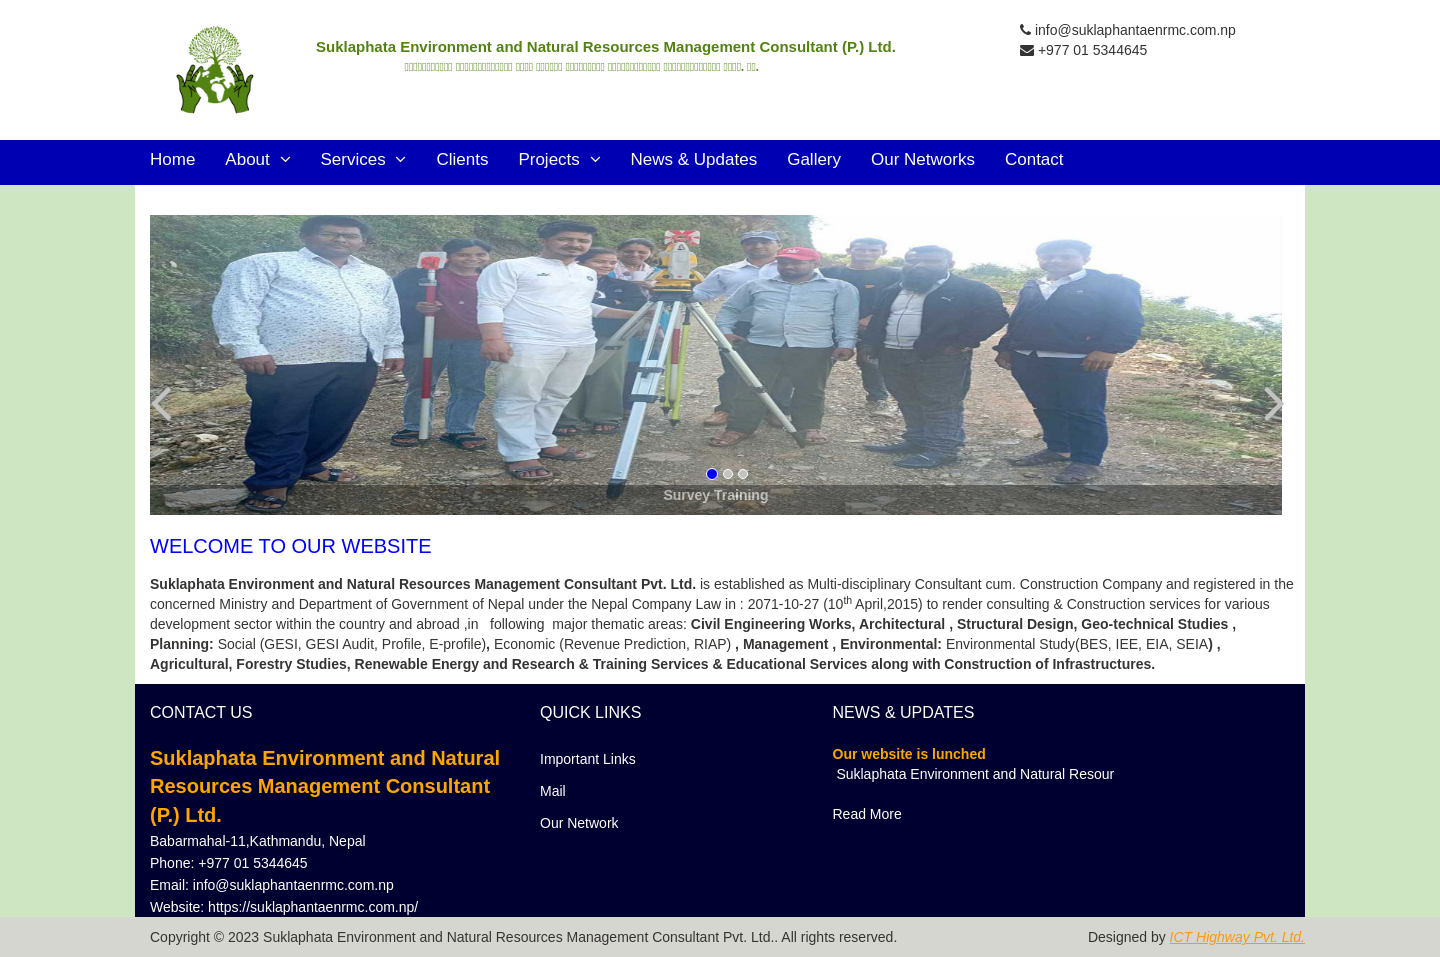 Suklaphata Environment and Natural Resources Management Consultant (P.) Ltd.
info@suklaphantaenrmc.com.np
+977 01 5344645
Home About Services Clients Projects News & Updates Gallery Our Networks Contact
Survey Training
WELCOME TO OUR WEBSITE
Suklaphata Environment and Natural Resources Management Consultant Pvt. Ltd. is established as Multi-disciplinary Consultant cum. Construction Company and registered in the
concerned Ministry and Department of Government of Nepal under the Nepal Company Law in : 2071-10-27 (10th April,2015) to render consulting & Construction services for various
development sector within the country and abroad ,in following major thematic areas: Civil Engineering Works, Architectural , Structural Design, Geo-technical Studies ,
Planning: Social (GESI, GESI Audit, Profile, E-profile), Economic (Revenue Prediction, RIAP) , Management , Environmental: Environmental Study(BES, IEE, EIA, SEIA) ,
Agricultural, Forestry Studies, Renewable Energy and Research & Training Services & Educational Services along with Construction of Infrastructures.
CONTACT US
Suklaphata Environment and Natural
Resources Management Consultant
(P.) Ltd.
Babarmahal-11,Kathmandu, Nepal
Phone: +977 01 5344645
Email: info@suklaphantaenrmc.com.np
Website: https://suklaphantaenrmc.com.np/
QUICK LINKS
Important Links
Mail
Our Network
NEWS & UPDATES
Our website is lunched
Suklaphata Environment and Natural Resour
Read More
Copyright © 2023 Suklaphata Environment and Natural Resources Management Consultant Pvt. Ltd.. All rights reserved.
Designed by ICT Highway Pvt. Ltd.